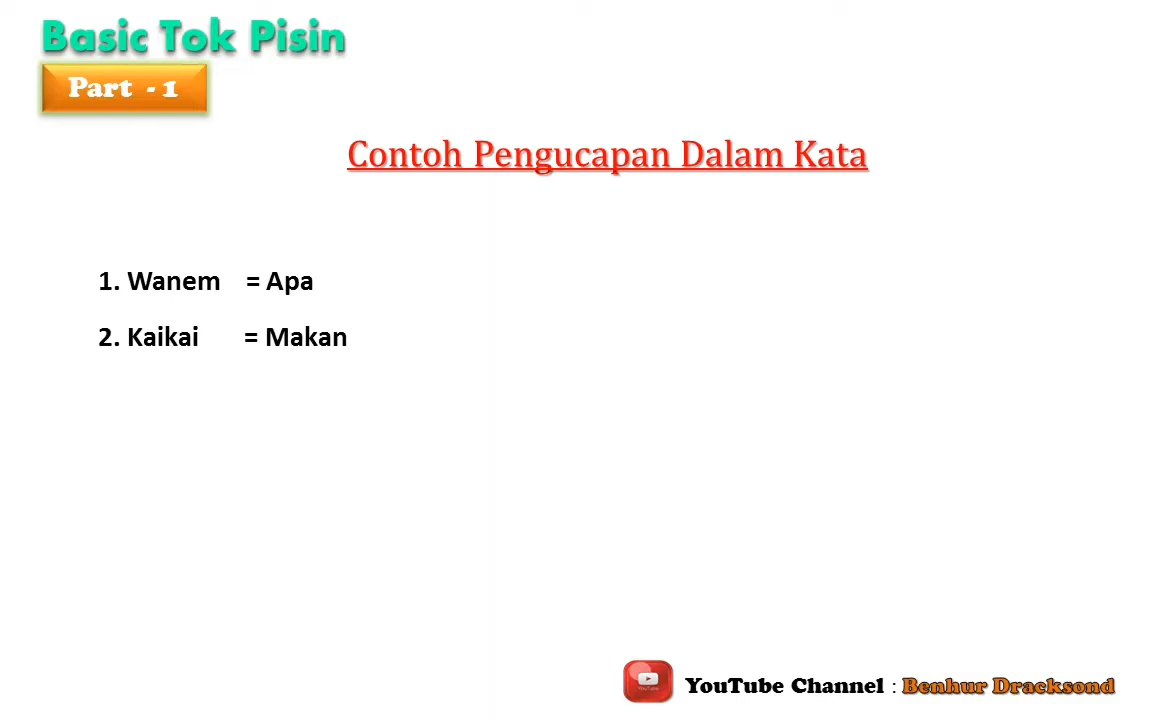 Basic Tok Pisin
Part - 1
Contoh Pengucapan Dalam Kata
1. Wanem = Apa
2. Kaikai = Makan
YouTube Channel : Benhur Dracksond